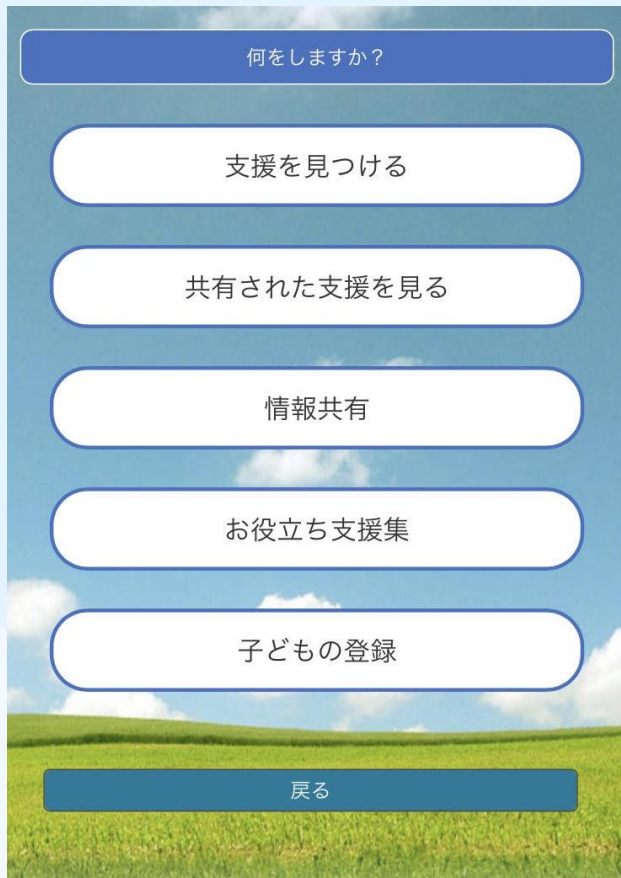 何をしますか？
支援を見つける
共有された支援を見る
情報共有
お役立ち支援集
子どもの登録
戻る